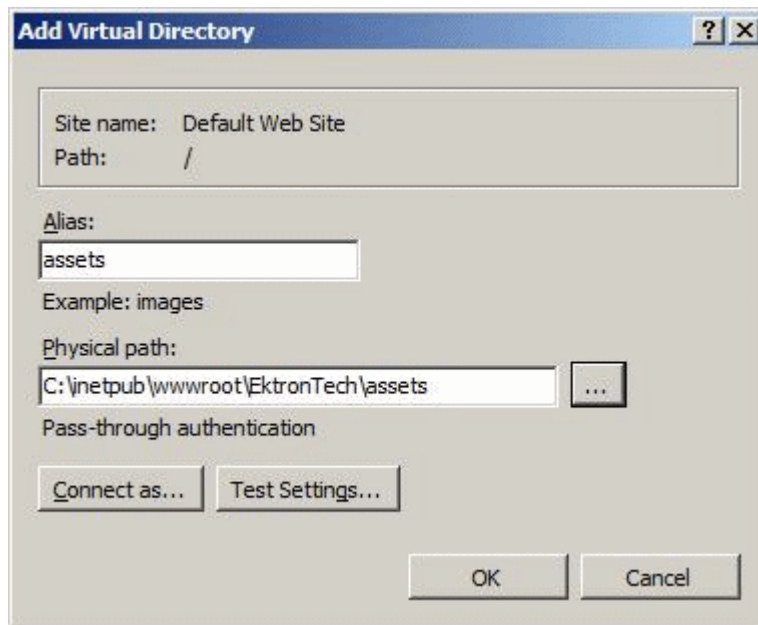 Add Virtual Directory
Site name: Default Web Site
Path: /
Alias:
assets
Example: images
Physical path:
C:\inetpub\wwwroot\EktronTech\assets
...
Pass-through authentication
Connect as... Test Settings...
OK Cancel